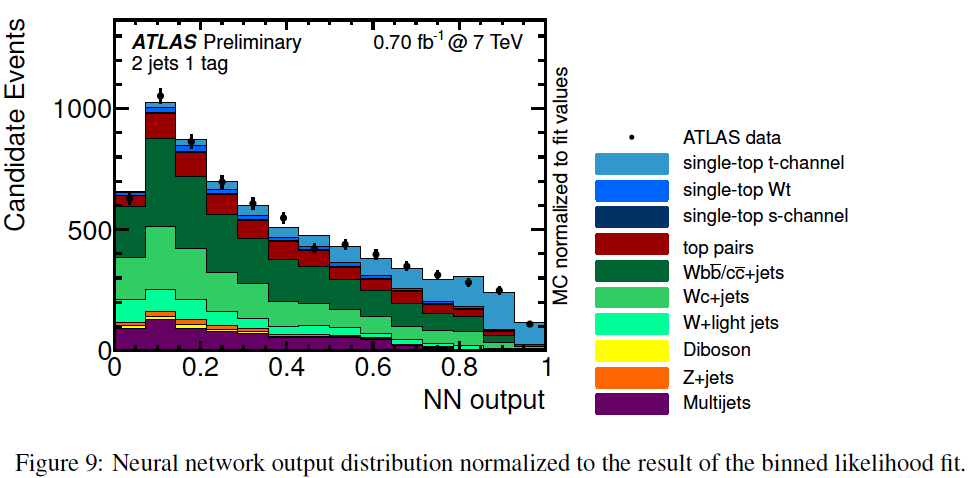 Candidate Events
1000
500
0
ATLAS Preliminary
2 jets 1 tag
0.70 fb⁻¹ @ 7 TeV
MC normalized to fit values
0 0.2 0.4 0.6 0.8 1
NN output
ATLAS data
single-top t-channel
single-top Wt
single-top s-channel
top pairs
Wbb̅/cc̅+jets
Wc+jets
W+light jets
Diboson
Z+jets
Multijets
Figure 9: Neural network output distribution normalized to the result of the binned likelihood fit.